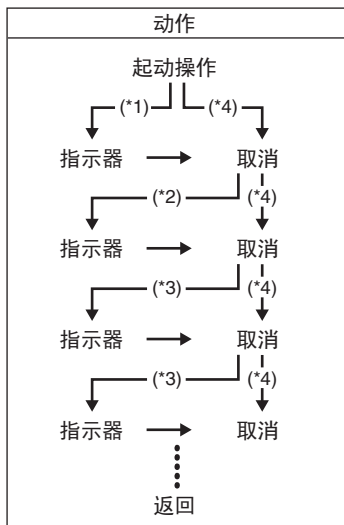 动作
起动操作
(*1) (*4)
指示器 取消
(*2) (*4)
指示器 取消
(*3) (*4)
指示器 取消
(*3) (*4)
指示器 取消
返回